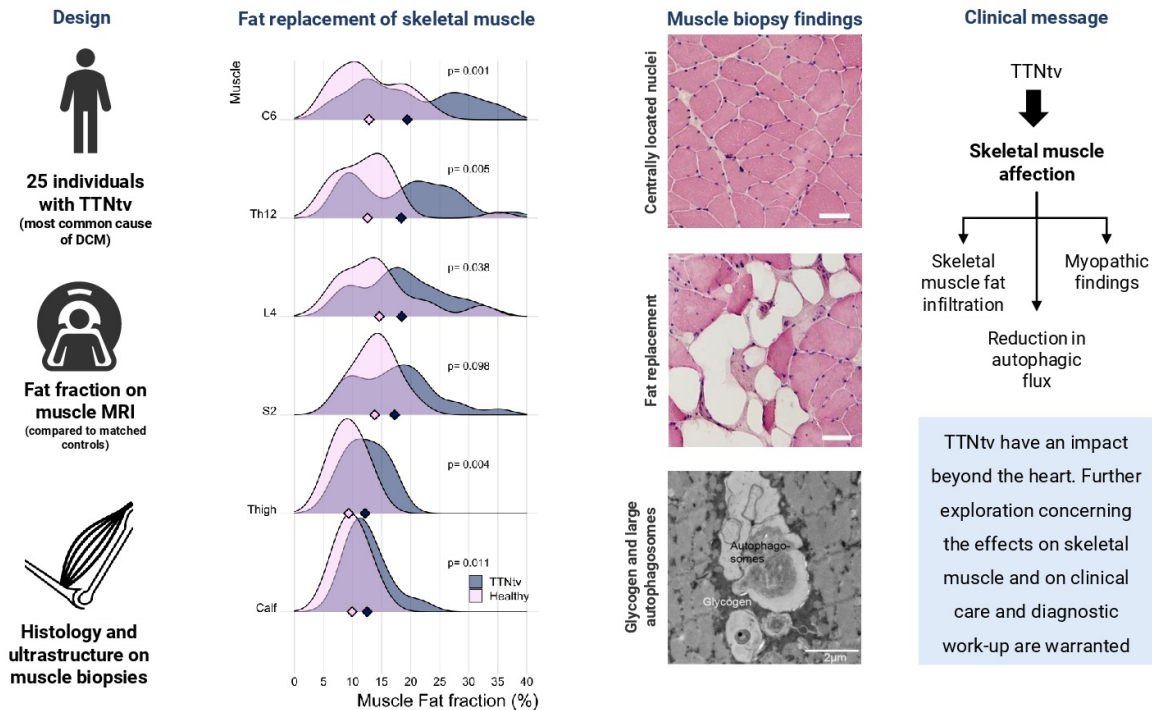 Design
25 individuals
with TTNtv
(most common cause
of DCM)
Fat fraction on
muscle MRI
(compared to matched
controls)
Histology and
ultrastructure on
muscle biopsies
Fat replacement of skeletal muscle
Muscle
C6
p= 0.001
Th12
p= 0.005
L4
p= 0.038
S2
p= 0.098
Thigh
p= 0.004
Calf
p= 0.011
TTNtv
Healthy
0 5 10 15 20 25 30 35 40
Muscle Fat fraction (%)
Muscle biopsy findings
Centrally located nuclei
Fat replacement
Glycogen and large
autophagosomes
Autophago-
somes
Glycogen
2µm
Clinical message
TTNtv
Skeletal muscle
affection
Skeletal
muscle fat
infiltration
Myopathic
findings
Reduction in
autophagic
flux
TTNtv have an impact
beyond the heart. Further
exploration concerning
the effects on skeletal
muscle and on clinical
care and diagnostic
work-up are warranted